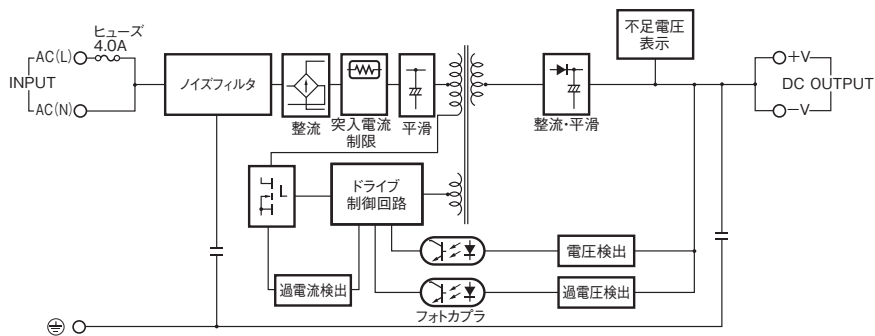 ヒューズ
4.0A
AC(L)
INPUT
AC(N)
ノイズフィルタ
整流
突入電流
制限
平滑
整流・平滑
不足電圧
表示
+V
DC OUTPUT
−V
ドライブ
制御回路
過電流検出
電圧検出
過電圧検出
フォトカプラ